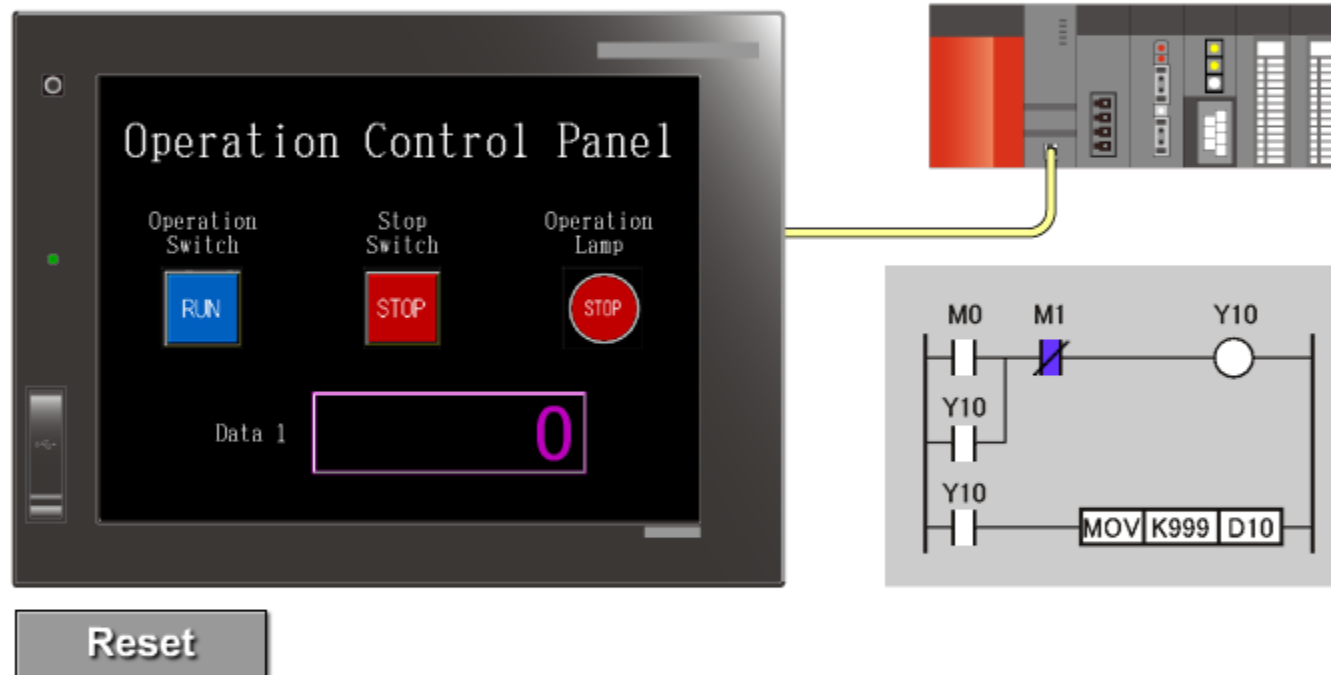 Operation Control Panel
Operation
Switch
Stop
Switch
Operation
Lamp
RUN
STOP
STOP
Data 1
0
M0
M1
Y10
Y10
Y10
MOV K999 D10
Reset